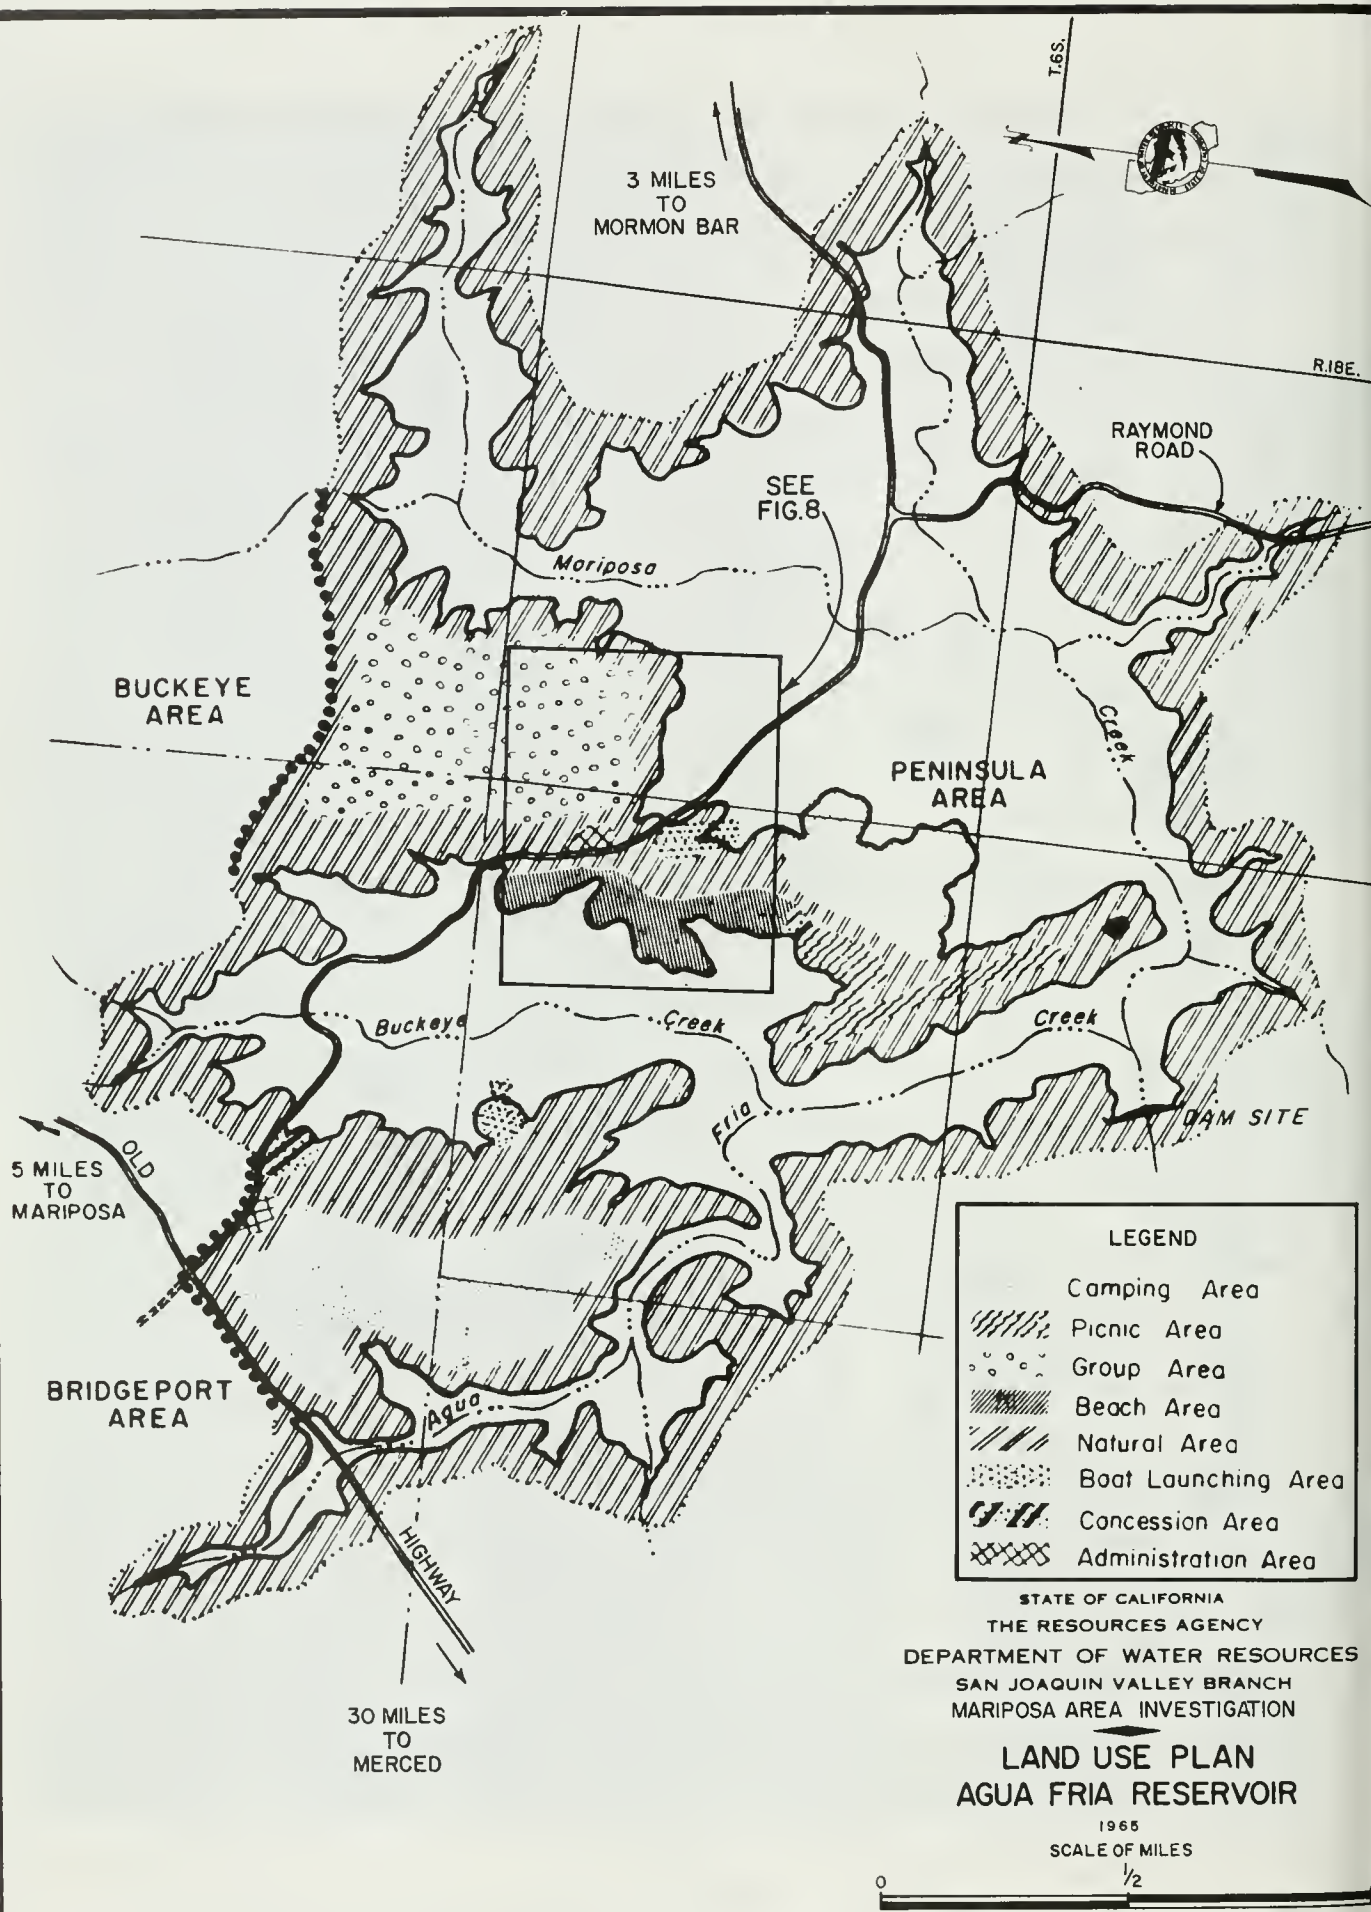 T.6S.
3 MILES
TO
MORMON BAR
R.18E.
RAYMOND
ROAD
SEE
FIG.8
Mariposa
Creek
BUCKEYE
AREA
PENINSULA
AREA
Buckeye
Creek
Creek
Fria
DAM SITE
OLD
5 MILES
TO
MARIPOSA
BRIDGEPORT
AREA
Agua
HIGHWAY
30 MILES
TO
MERCED
LEGEND
Camping Area
Picnic Area
Group Area
Beach Area
Natural Area
Boat Launching Area
Concession Area
Administration Area
STATE OF CALIFORNIA
THE RESOURCES AGENCY
DEPARTMENT OF WATER RESOURCES
SAN JOAQUIN VALLEY BRANCH
MARIPOSA AREA INVESTIGATION
LAND USE PLAN
AGUA FRIA RESERVOIR
1965
SCALE OF MILES
0
1/2